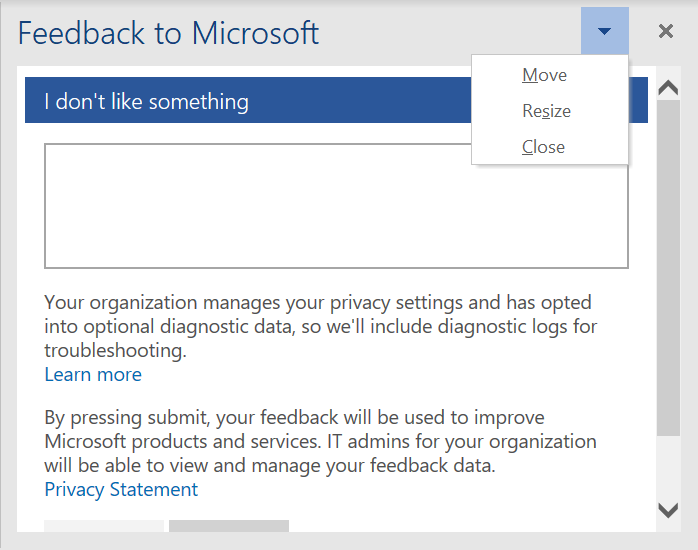 Feedback to Microsoft
Move
Resize
Close
I don't like something
Your organization manages your privacy settings and has opted
into optional diagnostic data, so we'll include diagnostic logs for
troubleshooting.
Learn more
By pressing submit, your feedback will be used to improve
Microsoft products and services. IT admins for your organization
will be able to view and manage your feedback data.
Privacy Statement